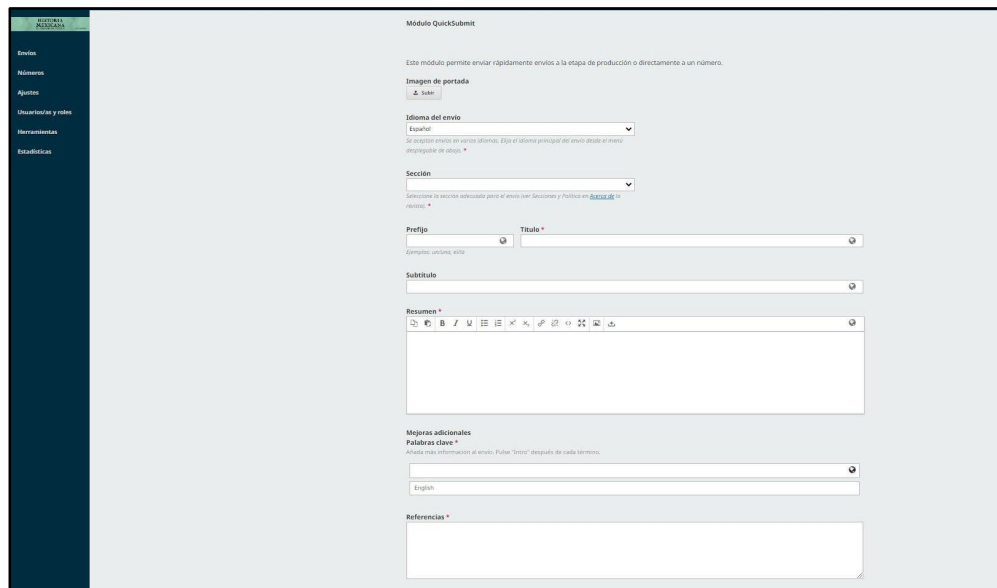 HISTORIA
MEXICANA
Envíos
Números
Ajustes
Usuarios/as y roles
Herramientas
Estadísticas
Módulo QuickSubmit
Este módulo permite enviar rápidamente envíos a la etapa de producción o directamente a un número.
Imagen de portada
Subir
Idioma del envío
Español
Se aceptan envíos en varios idiomas. Elija el idioma principal del envío desde el menú
desplegable de abajo. *
Sección
Seleccione la sección adecuada para el envío (ver Secciones y Política en Acerca de la
revista). *
Prefijo Título *
Ejemplos: un/una, el/la
Subtítulo
Resumen *
Mejoras adicionales
Palabras clave *
Añada más información al envío. Pulse "Intro" después de cada término.
English
Referencias *